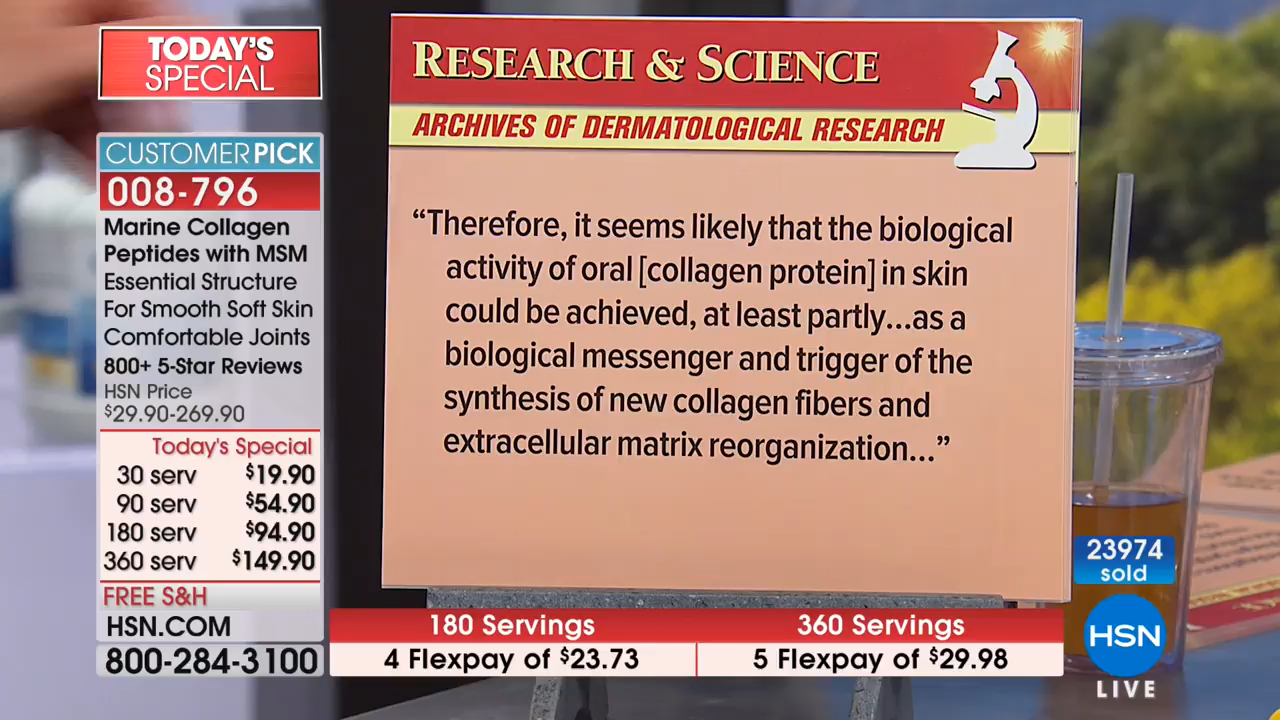 TODAY'S
SPECIAL
CUSTOMER PICK
008-796
Marine Collagen
Peptides with MSM
Essential Structure
For Smooth Soft Skin
Comfortable Joints
800+ 5-Star Reviews
HSN Price
$29.90-269.90
Today's Special
30 serv $19.90
90 serv $54.90
180 serv $94.90
360 serv $149.90
FREE S&H
HSN.COM
800-284-3100
RESEARCH & SCIENCE
ARCHIVES OF DERMATOLOGICAL RESEARCH
“Therefore, it seems likely that the biological
activity of oral [collagen protein] in skin
could be achieved, at least partly...as a
biological messenger and trigger of the
synthesis of new collagen fibers and
extracellular matrix reorganization...”
180 Servings
4 Flexpay of $23.73
360 Servings
5 Flexpay of $29.98
23974
sold
HSN
LIVE